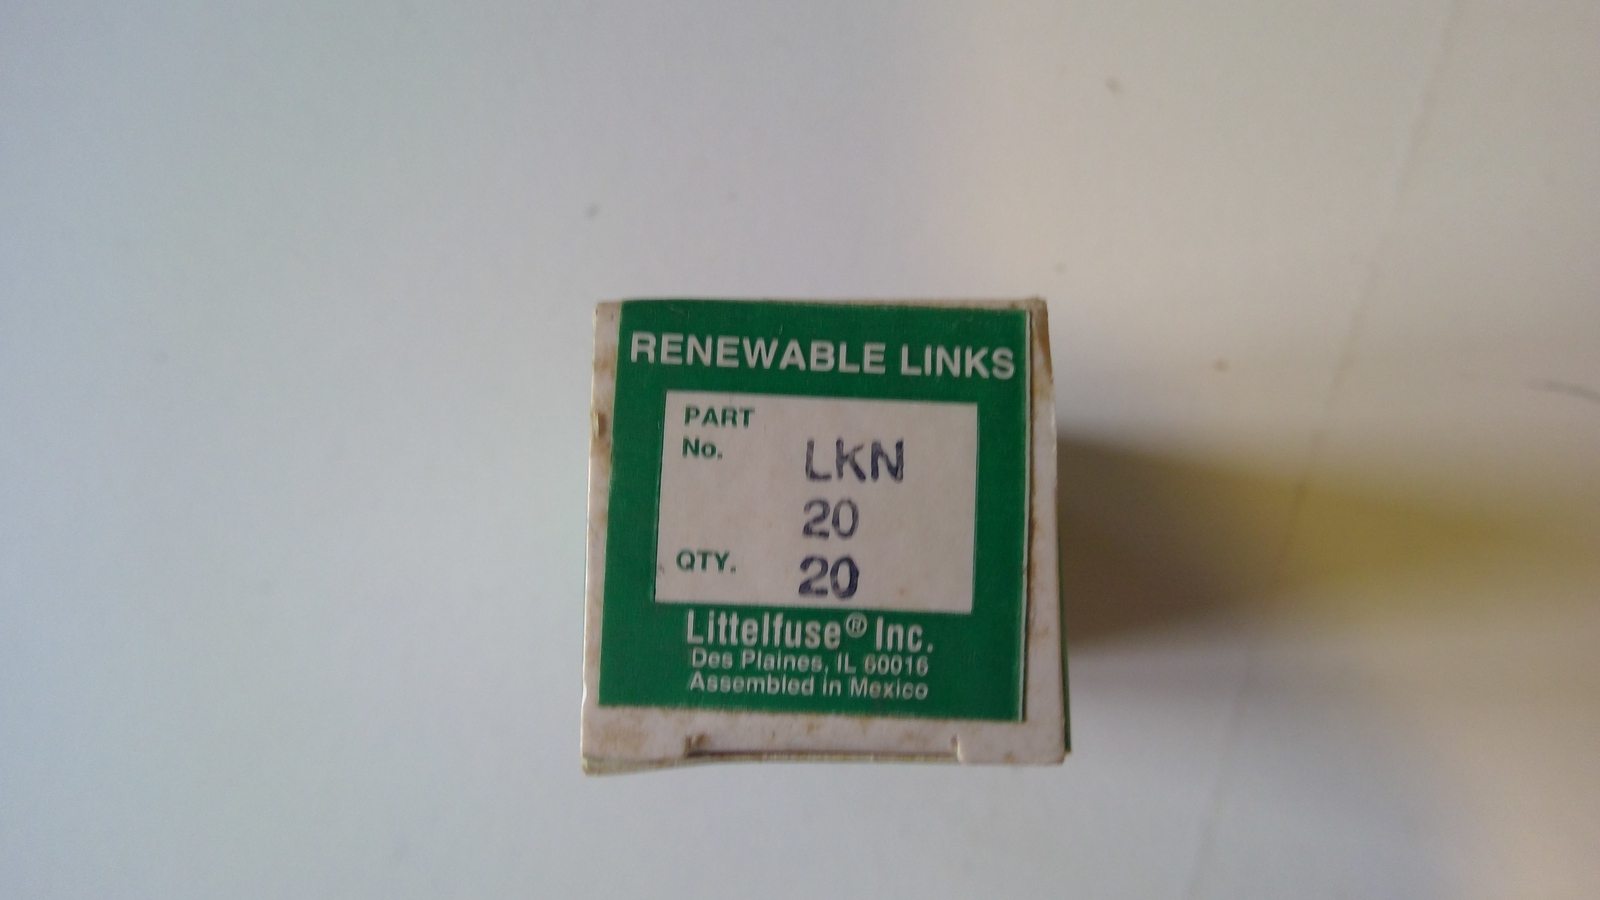 RENEWABLE LINKS
PART
No. LKN
20
QTY. 20
Littelfuse® Inc.
Des Plaines, IL 60016
Assembled in Mexico